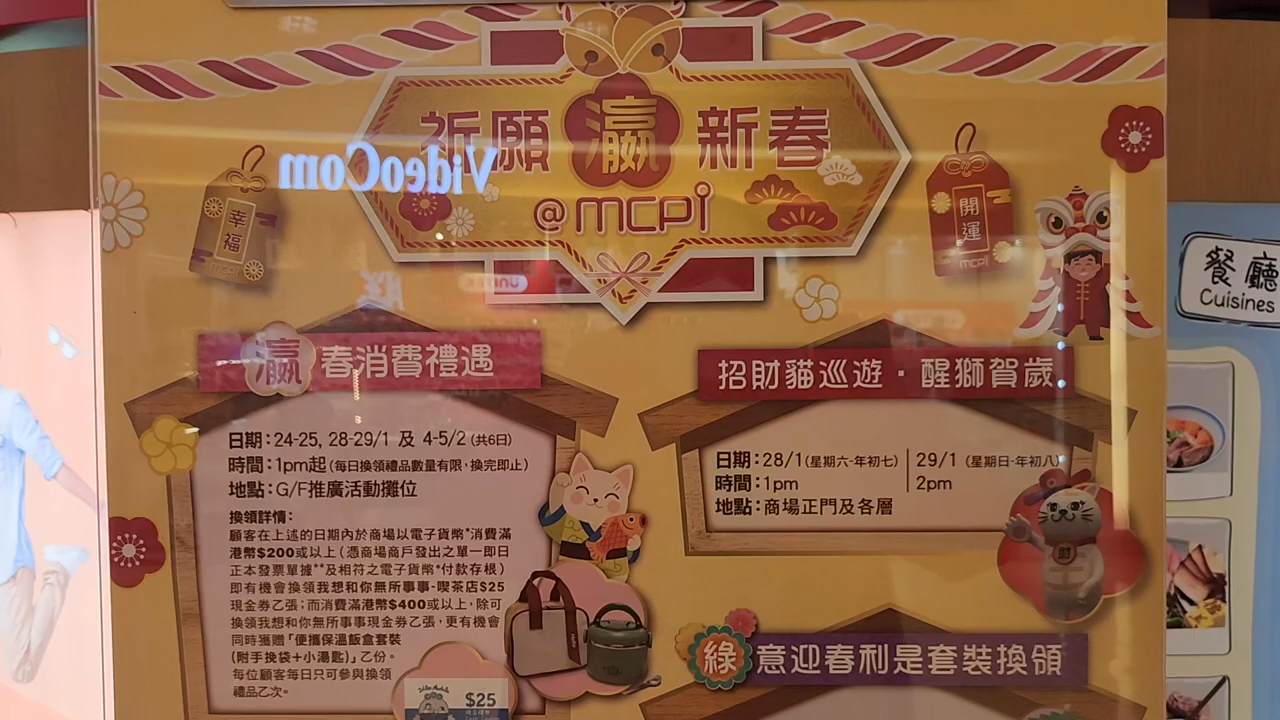 祈願瀛新春
@mcpi
VideoCom
幸福
mcpi
開運
mcpi
餐廳
Cuisines
瀛春消費禮遇
日期：24-25, 28-29/1 及 4-5/2 (共6日)
時間：1pm起(每日換領禮品數量有限，換完即止)
地點：G/F推廣活動攤位
換領詳情：
顧客在上述的日期內於商場以電子貨幣*消費滿
港幣$200或以上(憑商場商戶發出之單一即日
正本發票單據**及相符之電子貨幣*付款存根)
即有機會換領我想和你無所事事-喫茶店$25
現金券乙張；而消費滿港幣$400或以上，除可
換領我想和你無所事事現金券乙張，更有機會
同時獲贈「便攜保溫飯盒套裝
(附手挽袋+小湯匙)」乙份。
每位顧客每日只可參與換領
禮品乙次。
$25
招財貓巡遊・醒獅賀歲
日期：28/1(星期六-年初七)
時間：1pm
29/1 (星期日-年初八)
2pm
地點：商場正門及各層
財
綠意迎春利是套裝換領